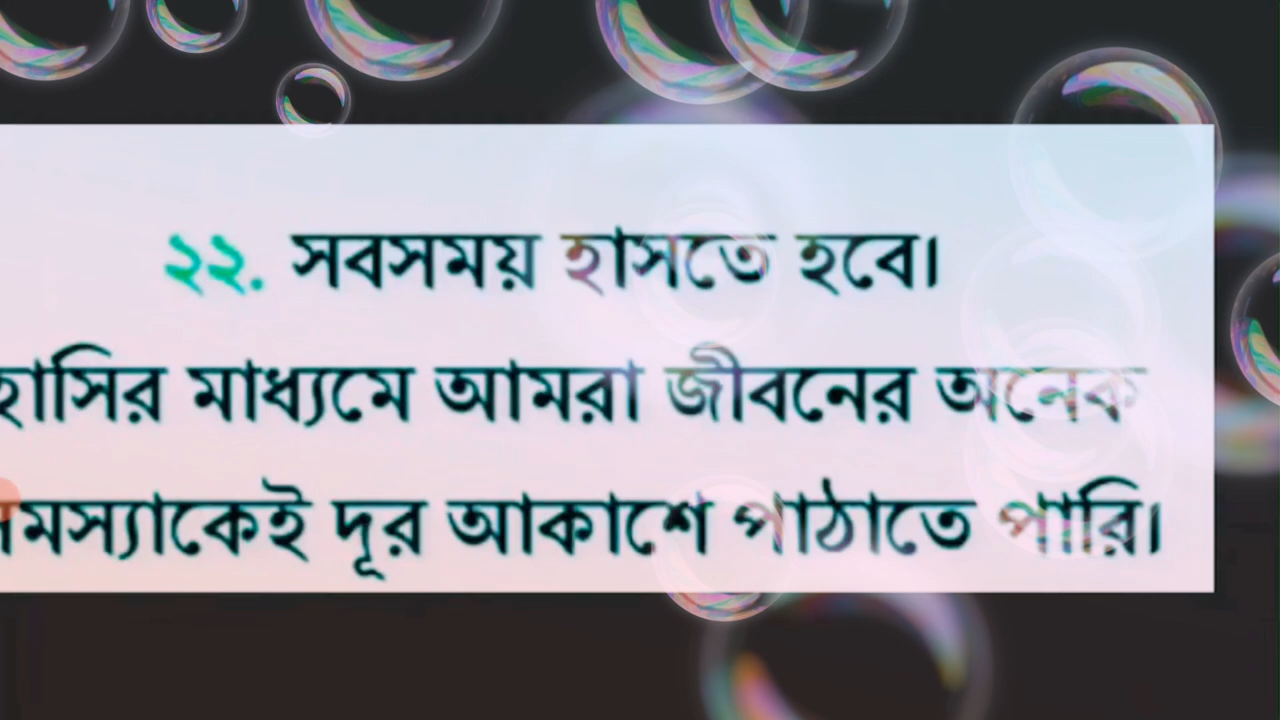 ২২. সবসময় হাসতে হবে।
হাসির মাধ্যমে আমরা জীবনের অনেক
সমস্যাকেই দূর আকাশে পাঠাতে পারি।